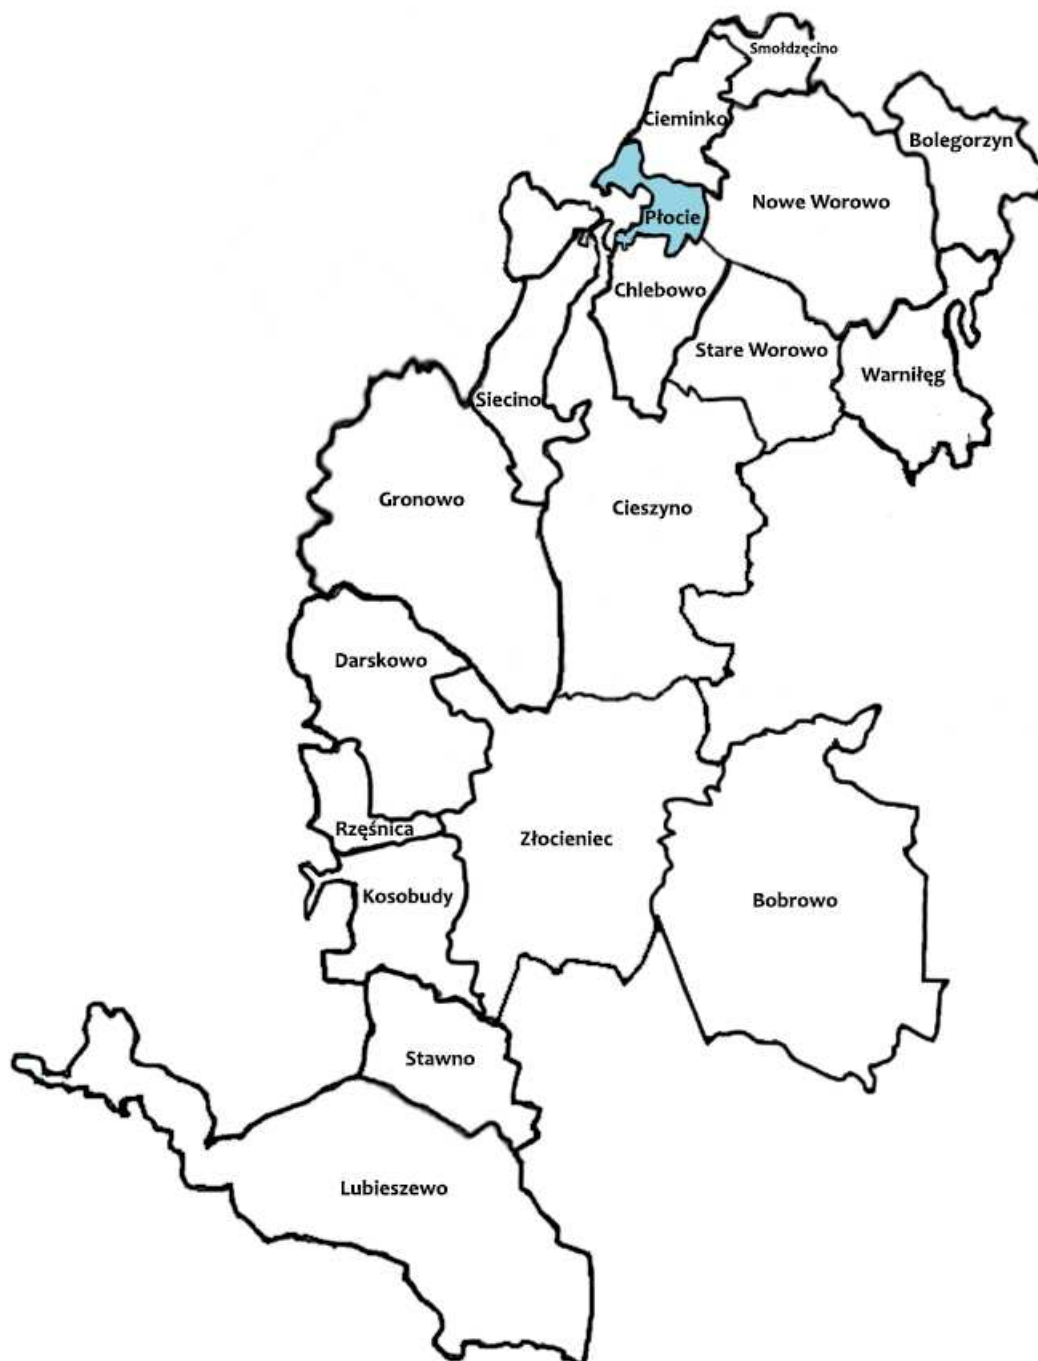 Smołdzęcino
Cieminko
Bolegorzyn
Nowe Worowo
Płocie
Chlebowo
Stare Worowo
Warniłęg
Siecino
Gronowo
Cieszyno
Darskowo
Rzęśnica
Złocieniec
Kosobudy
Bobrowo
Stawno
Lubieszewo